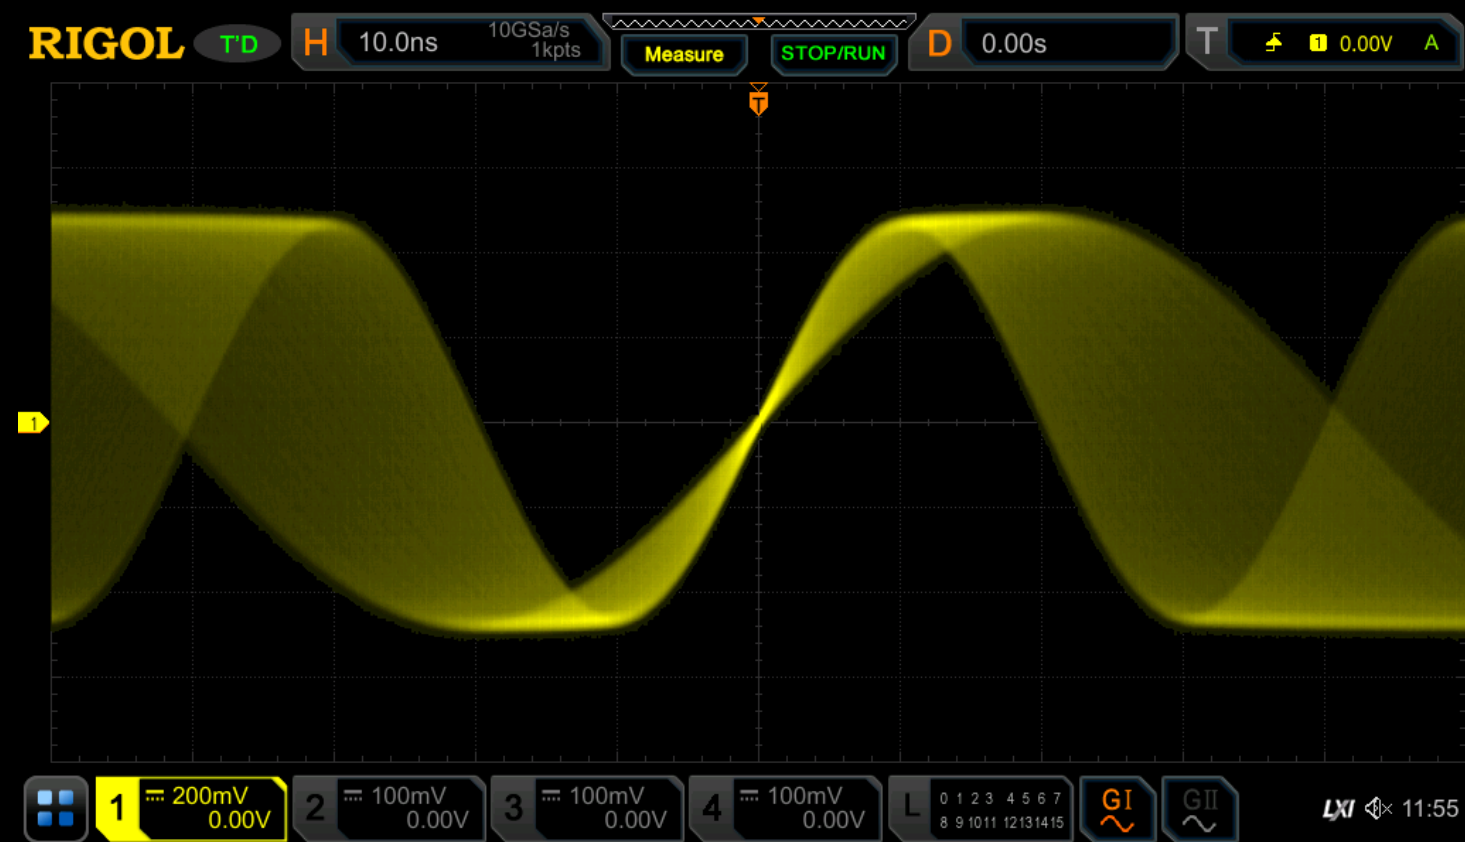 RIGOL T'D H 10.0ns 10GSa/s 1kpts Measure STOP/RUN D 0.00s T 1 0.00V A
T
1
1 200mV 0.00V 2 100mV 0.00V 3 100mV 0.00V 4 100mV 0.00V L 0 1 2 3 4 5 6 7 8 9 10 11 12 13 14 15 GI GII LXI 11:55